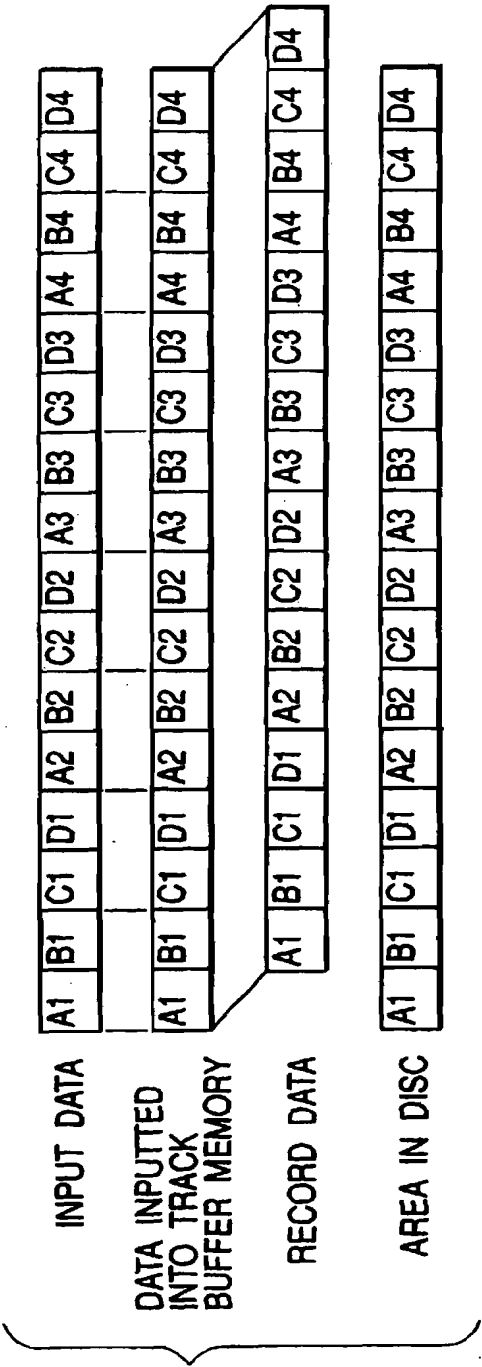 INPUT DATA
A1 B1 C1 D1 A2 B2 C2 D2 A3 B3 C3 D3 A4 B4 C4 D4
DATA INPUTTED
INTO TRACK
BUFFER MEMORY
A1 B1 C1 D1 A2 B2 C2 D2 A3 B3 C3 D3 A4 B4 C4 D4
RECORD DATA
A1 B1 C1 D1 A2 B2 C2 D2 A3 B3 C3 D3 A4 B4 C4 D4
AREA IN DISC
A1 B1 C1 D1 A2 B2 C2 D2 A3 B3 C3 D3 A4 B4 C4 D4